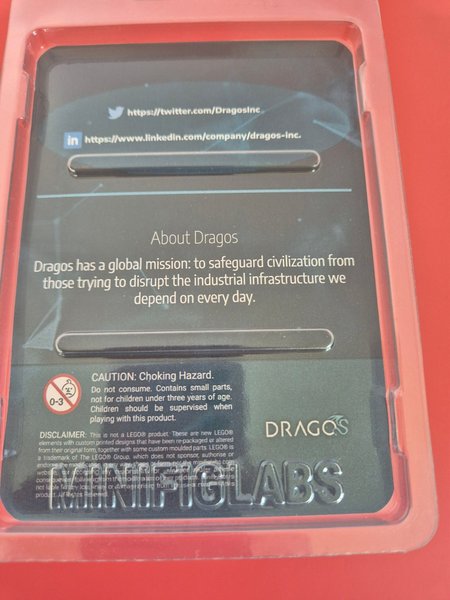 https://twitter.com/DragosInc
in https://www.linkedin.com/company/dragos-inc.
About Dragos
Dragos has a global mission: to safeguard civilization from
those trying to disrupt the industrial infrastructure we
depend on every day.
CAUTION: Choking Hazard.
Do not consume. Contains small parts,
not for children under three years of age.
Children should be supervised when
playing with this product.
0-3
DRAGOS
DISCLAIMER: This is not a LEGO® product. These are new LEGO®
elements with custom printed designs that have been re-packaged or altered
from their original form, together with some custom moulded parts. LEGO® is
a trademark of The LEGO® Group, which does not sponsor, authorise or
MINIFIGLABS
product. All Rights Reserved.